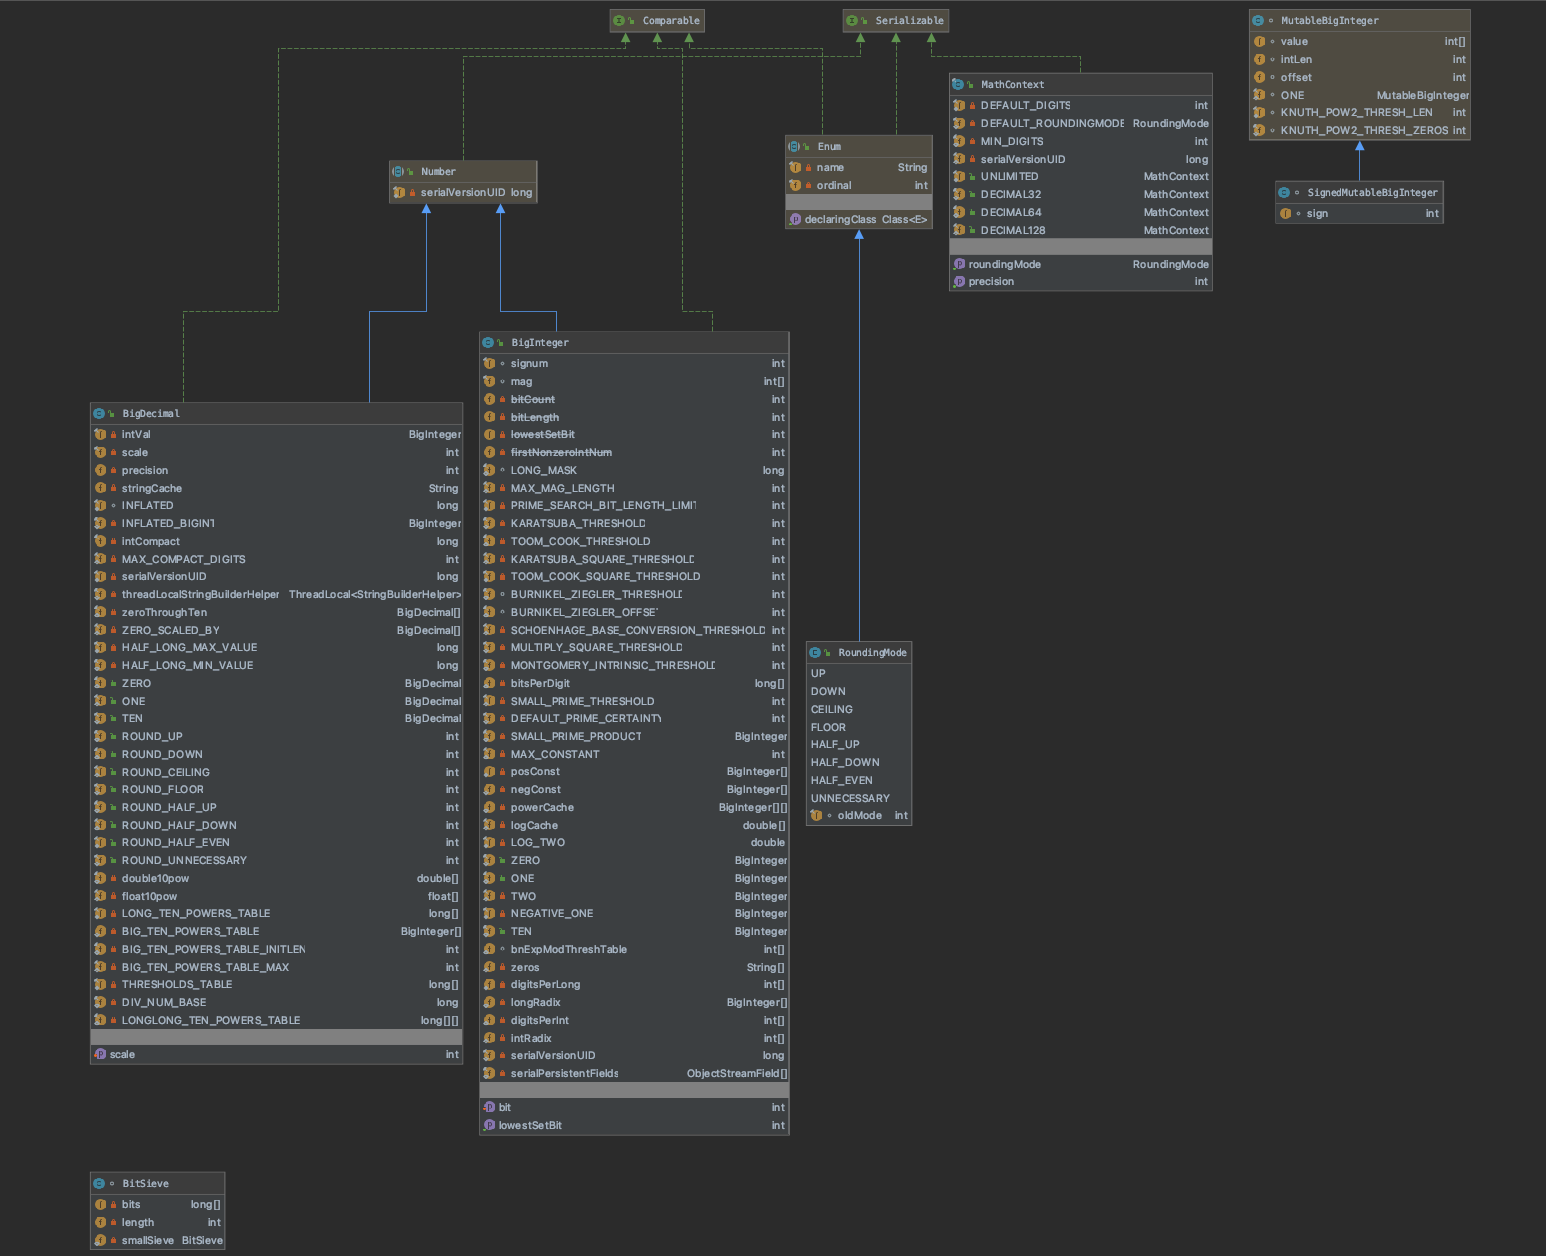 Comparable
Serializable
MutableBigInteger
value int[]
intLen int
offset int
ONE MutableBigInteger
KNUTH_POW2_THRESH_LEN int
KNUTH_POW2_THRESH_ZEROS int
MathContext
DEFAULT_DIGITS int
DEFAULT_ROUNDINGMODE RoundingMode
MIN_DIGITS int
serialVersionUID long
UNLIMITED MathContext
DECIMAL32 MathContext
DECIMAL64 MathContext
DECIMAL128 MathContext
roundingMode RoundingMode
precision int
Enum
name String
ordinal int
declaringClass Class<E>
Number
serialVersionUID long
SignedMutableBigInteger
sign int
BigInteger
signum int
mag int[]
bitCount int
bitLength int
lowestSetBit int
firstNonzeroIntNum int
LONG_MASK long
MAX_MAG_LENGTH int
PRIME_SEARCH_BIT_LENGTH_LIMIT int
KARATSUBA_THRESHOLD int
TOOM_COOK_THRESHOLD int
KARATSUBA_SQUARE_THRESHOLD int
TOOM_COOK_SQUARE_THRESHOLD int
BURNIKEL_ZIEGLER_THRESHOLD int
BURNIKEL_ZIEGLER_OFFSET int
SCHOENHAGE_BASE_CONVERSION_THRESHOLD int
MULTIPLY_SQUARE_THRESHOLD int
MONTGOMERY_INTRINSIC_THRESHOLD int
bitsPerDigit long[]
SMALL_PRIME_THRESHOLD int
DEFAULT_PRIME_CERTAINTY int
SMALL_PRIME_PRODUCT BigInteger
MAX_CONSTANT int
posConst BigInteger[]
negConst BigInteger[]
powerCache BigInteger[][]
logCache double[]
LOG_TWO double
ZERO BigInteger
ONE BigInteger
TWO BigInteger
NEGATIVE_ONE BigInteger
TEN BigInteger
bnExpModThreshTable int[]
zeros String[]
digitsPerLong int[]
longRadix BigInteger[]
digitsPerInt int[]
intRadix int[]
serialVersionUID long
serialPersistentFields ObjectStreamField[]
bit int
lowestSetBit int
BigDecimal
intVal BigInteger
scale int
precision int
stringCache String
INFLATED long
INFLATED_BIGINT BigInteger
intCompact long
MAX_COMPACT_DIGITS int
serialVersionUID long
threadLocalStringBuilderHelper ThreadLocal<StringBuilderHelper>
zeroThroughTen BigDecimal[]
ZERO_SCALED_BY BigDecimal[]
HALF_LONG_MAX_VALUE long
HALF_LONG_MIN_VALUE long
ZERO BigDecimal
ONE BigDecimal
TEN BigDecimal
ROUND_UP int
ROUND_DOWN int
ROUND_CEILING int
ROUND_FLOOR int
ROUND_HALF_UP int
ROUND_HALF_DOWN int
ROUND_HALF_EVEN int
ROUND_UNNECESSARY int
double10pow double[]
float10pow float[]
LONG_TEN_POWERS_TABLE long[]
BIG_TEN_POWERS_TABLE BigInteger[]
BIG_TEN_POWERS_TABLE_INITLEN int
BIG_TEN_POWERS_TABLE_MAX int
THRESHOLDS_TABLE long[]
DIV_NUM_BASE long
LONGLONG_TEN_POWERS_TABLE long[][]
scale int
RoundingMode
UP
DOWN
CEILING
FLOOR
HALF_UP
HALF_DOWN
HALF_EVEN
UNNECESSARY
oldMode int
BitSieve
bits long[]
length int
smallSieve BitSieve